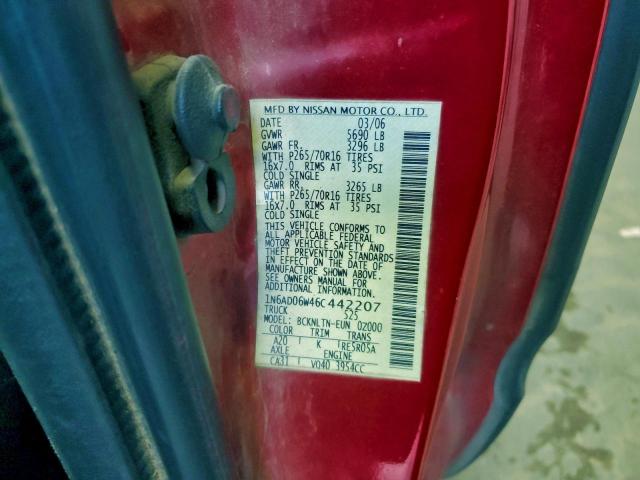 MFD BY NISSAN MOTOR CO., LTD.
DATE 03/06
GVWR 5690 LB
GAWR FR. 3296 LB
WITH P265/70R16 TIRES
16X7.0 RIMS AT 35 PSI
COLD SINGLE
GAWR RR. 3265 LB
WITH P265/70R16 TIRES
16X7.0 RIMS AT 35 PSI
COLD SINGLE
THIS VEHICLE CONFORMS TO
ALL APPLICABLE FEDERAL
MOTOR VEHICLE SAFETY AND
THEFT PREVENTION STANDARDS
IN EFFECT ON THE DATE OF
MANUFACTURE SHOWN ABOVE.
SEE OWNERS MANUAL FOR
ADDITIONAL INFORMATION.
1N6AD06W46C442207
TRUCK 525
MODEL: BCKNLTN-EUN 02000
COLOR TRIM TRANS
A20 K RE5R05A
AXLE ENGINE
CA31 VQ40 3954CC